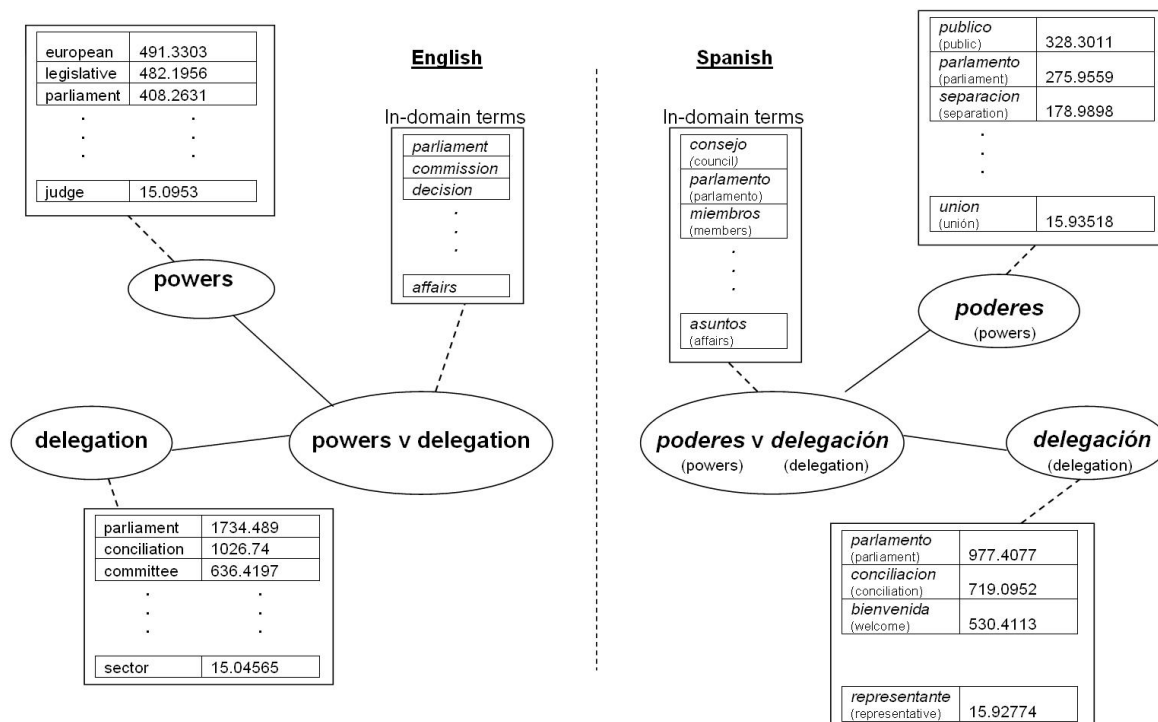 English
Spanish
european 491.3303
legislative 482.1956
parliament 408.2631
. .
. .
. .
judge 15.0953
powers
In-domain terms
parliament
commission
decision
.
.
.
affairs
delegation
powers v delegation
parliament 1734.489
conciliation 1026.74
committee 636.4197
. .
. .
. .
sector 15.04565
In-domain terms
consejo
(council)
parlamento
(parlamento)
miembros
(members)
.
.
.
asuntos
(affairs)
publico
(public) 328.3011
parlamento
(parliament) 275.9559
separacion
(separation) 178.9898
.
.
.
union
(unión) 15.93518
poderes
(powers)
poderes v delegación
(powers) (delegation)
delegación
(delegation)
parlamento
(parliament) 977.4077
conciliacion
(conciliation) 719.0952
bienvenida
(welcome) 530.4113
representante
(representative) 15.92774